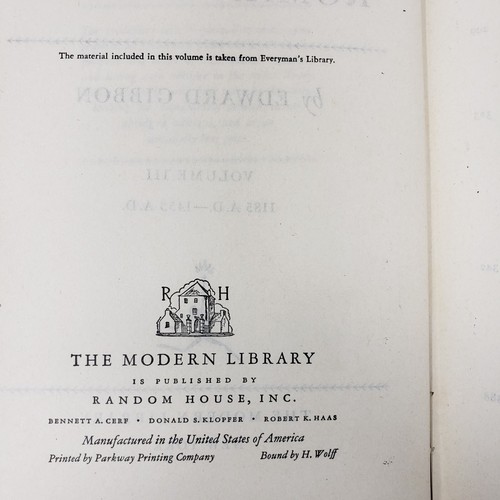 The material included in this volume is taken from Everyman's Library.
by EDWARD GIBBON
VOLUME III
1185 A.D.—1453 A.D.
R H
THE MODERN LIBRARY
IS PUBLISHED BY
RANDOM HOUSE, INC.
BENNETT A. CERF • DONALD S. KLOPFER • ROBERT K. HAAS
Manufactured in the United States of America
Printed by Parkway Printing Company Bound by H. Wolff